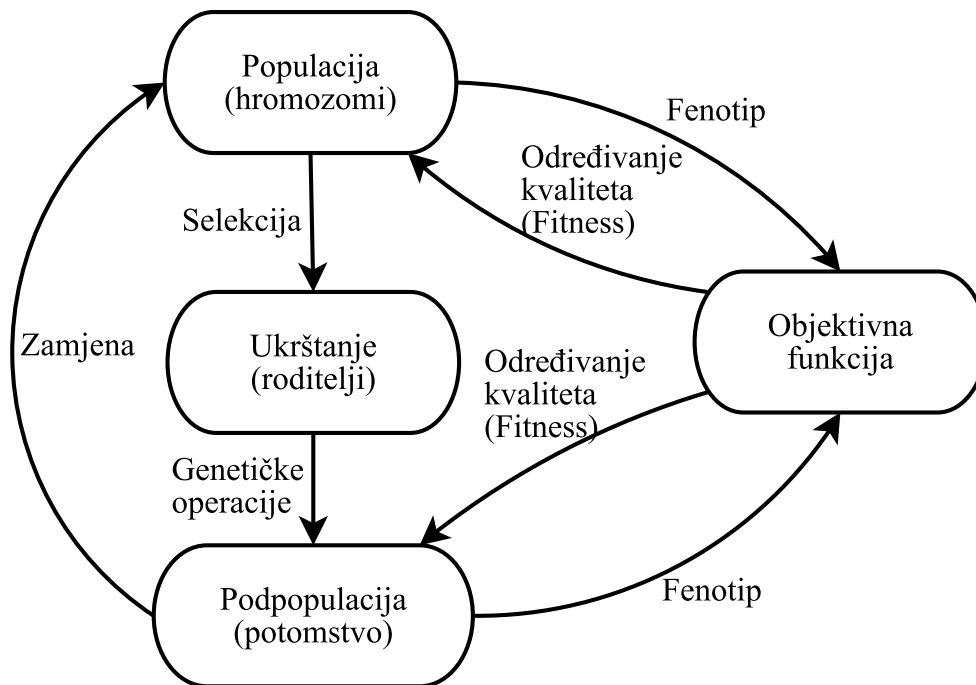 Populacija
(hromozomi)
Fenotip
Određivanje
kvaliteta
(Fitness)
Selekcija
Objektivna
funkcija
Zamjena
Ukrštanje
(roditelji)
Određivanje
kvaliteta
(Fitness)
Genetičke
operacije
Fenotip
Podpopulacija
(potomstvo)